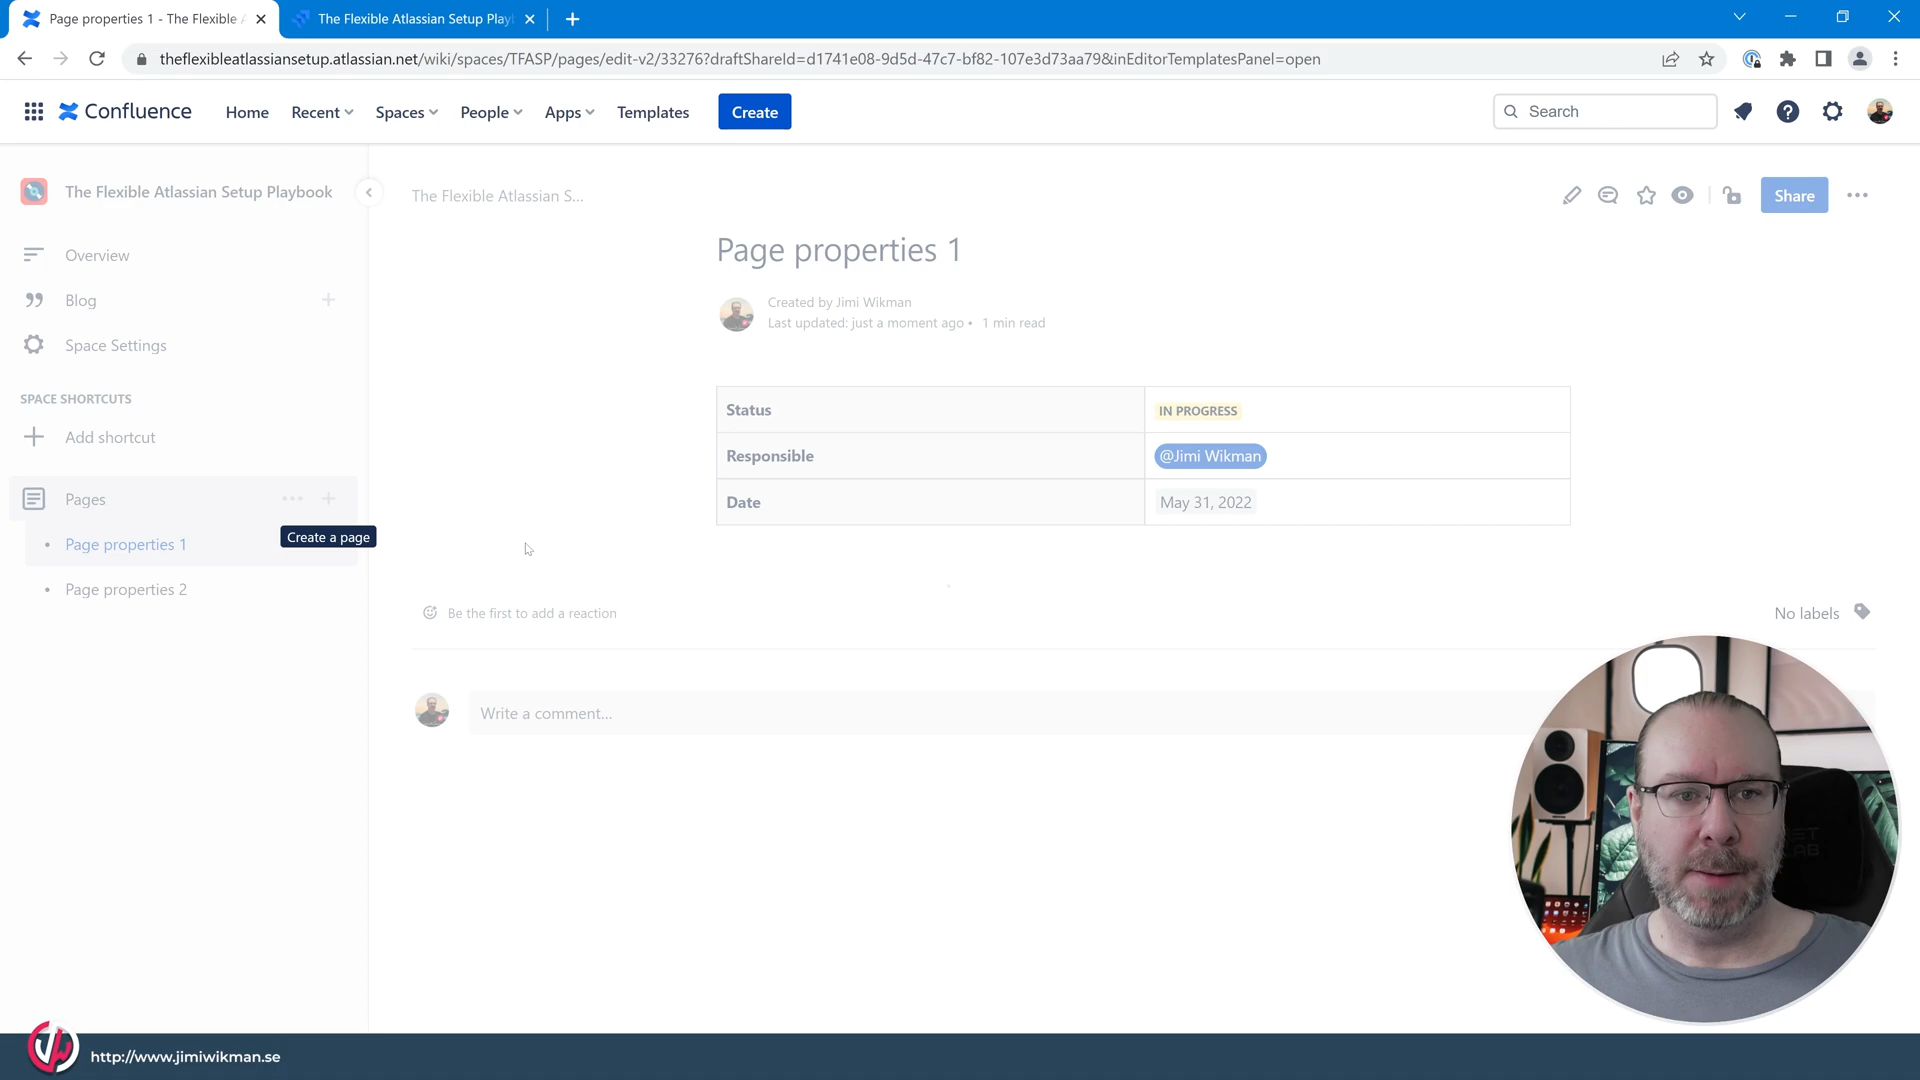 Page properties 1 - The Flexible A
The Flexible Atlassian Setup Play
theflexibleatlassiansetup.atlassian.net/wiki/spaces/TFASP/pages/edit-v2/33276?draftShareId=d1741e08-9d5d-47c7-bf82-107e3d73aa79&inEditorTemplatesPanel=open
Confluence Home Recent Spaces People Apps Templates Create Search
The Flexible Atlassian Setup Playbook
The Flexible Atlassian S...
Share
Overview
Page properties 1
Blog
Created by Jimi Wikman
Last updated: just a moment ago • 1 min read
Space Settings
SPACE SHORTCUTS
Add shortcut
Status IN PROGRESS
Responsible @Jimi Wikman
Date May 31, 2022
Pages
Create a page
Page properties 1
Page properties 2
Be the first to add a reaction
No labels
Write a comment...
http://www.jimiwikman.se